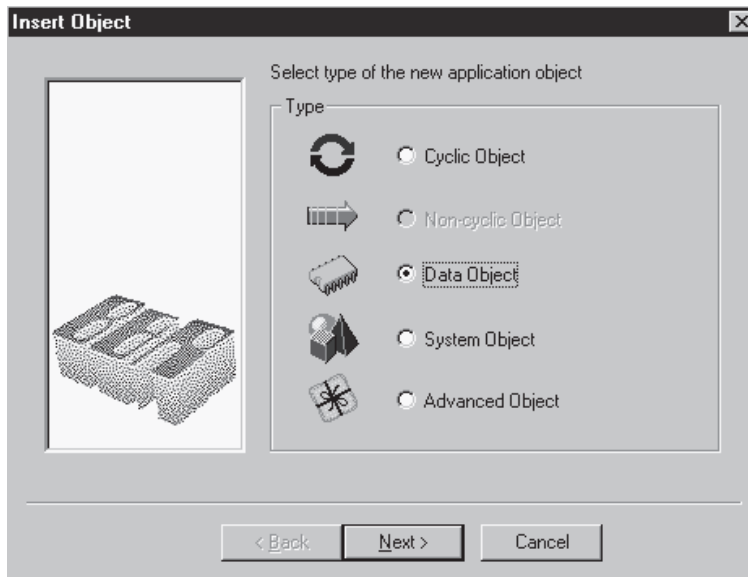 Insert Object
Select type of the new application object
Type
Cyclic Object
Non-cyclic Object
Data Object
System Object
Advanced Object
< Back
Next >
Cancel